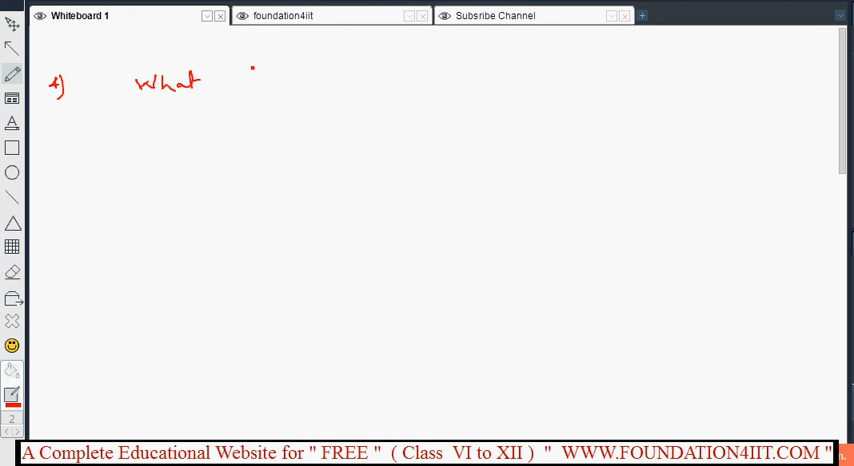 Whiteboard 1 foundation4iit Subsribe Channel
4) What
2
A Complete Educational Website for " FREE " ( Class VI to XII ) " WWW.FOUNDATION4IIT.COM "